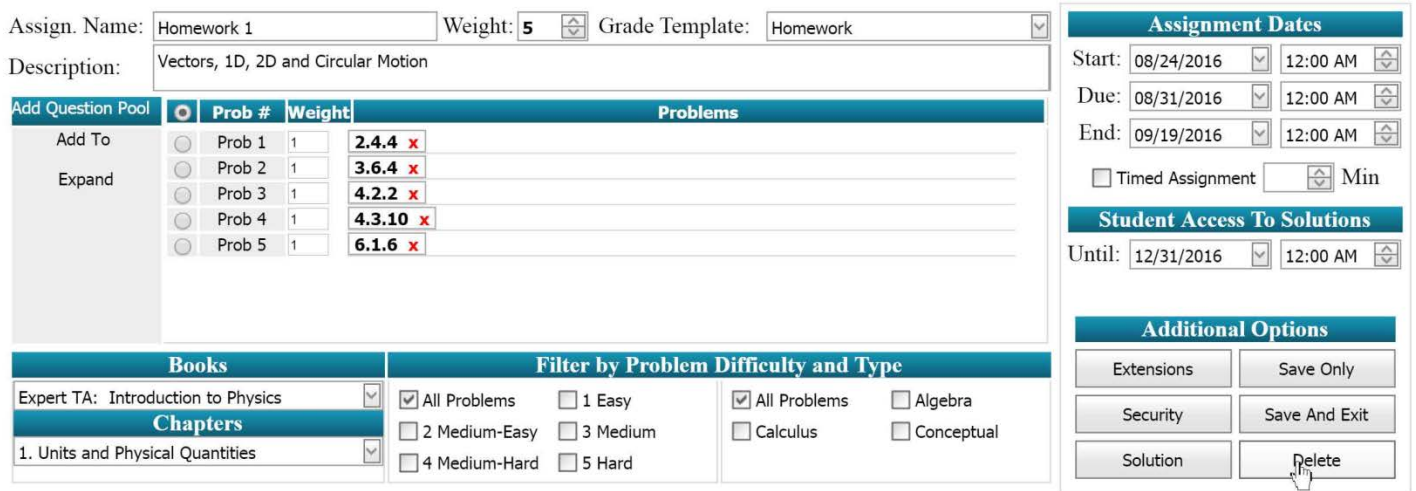 Assign. Name: Homework 1 Weight: 5 Grade Template: Homework
Description: Vectors, 1D, 2D and Circular Motion
Add Question Pool Prob # Weight Problems
Add To
Expand
Prob 1 1 2.4.4 x
Prob 2 1 3.6.4 x
Prob 3 1 4.2.2 x
Prob 4 1 4.3.10 x
Prob 5 1 6.1.6 x
Books
Expert TA: Introduction to Physics
Chapters
1. Units and Physical Quantities
Filter by Problem Difficulty and Type
All Problems 1 Easy
2 Medium-Easy 3 Medium
4 Medium-Hard 5 Hard
All Problems Algebra
Calculus Conceptual
Assignment Dates
Start: 08/24/2016 12:00 AM
Due: 08/31/2016 12:00 AM
End: 09/19/2016 12:00 AM
Timed Assignment Min
Student Access To Solutions
Until: 12/31/2016 12:00 AM
Additional Options
Extensions Save Only
Security Save And Exit
Solution Delete